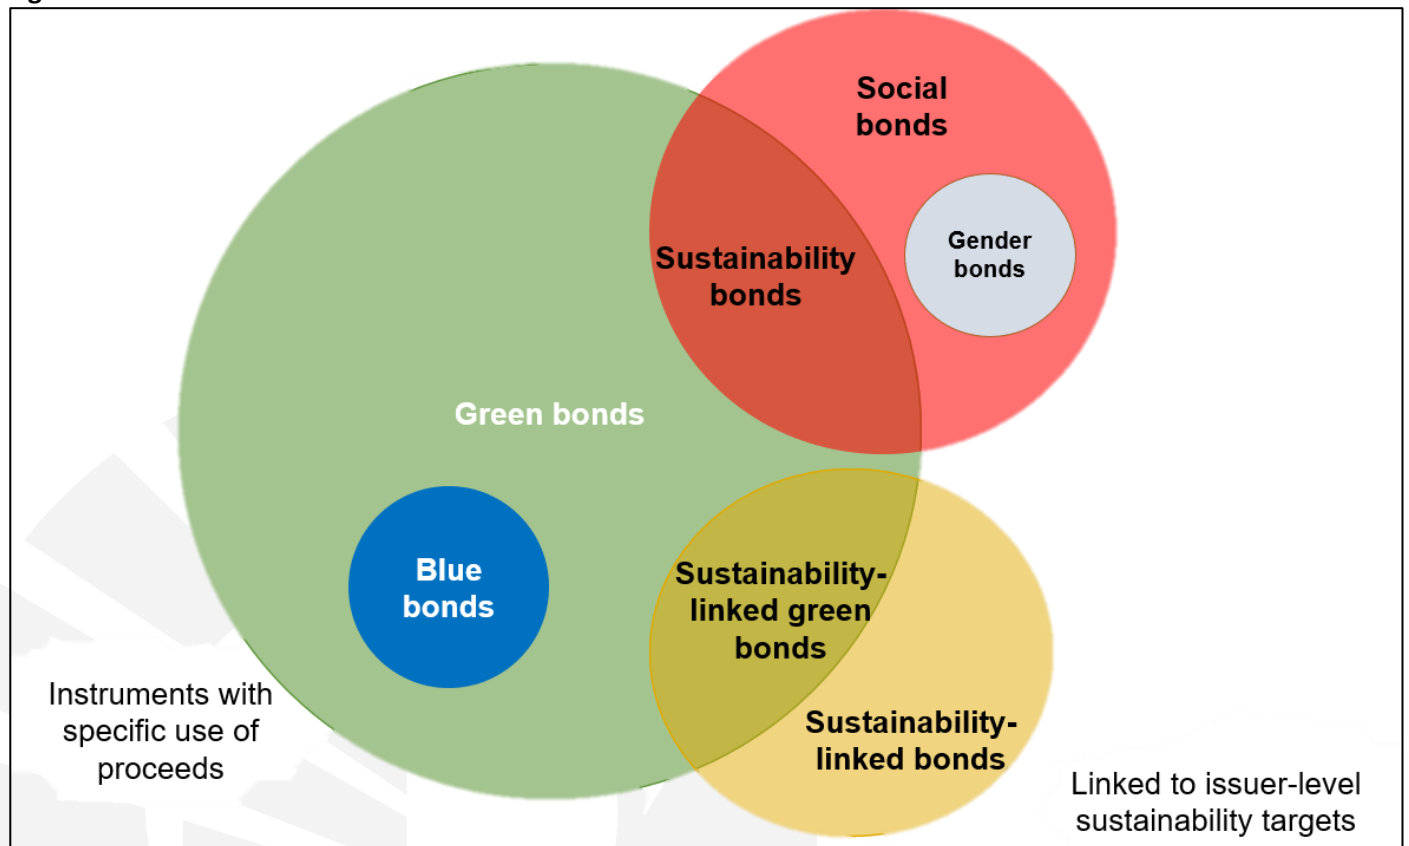 Social
bonds
Gender
bonds
Sustainability
bonds
Green bonds
Blue
bonds
Sustainability-
linked green
bonds
Instruments with
specific use of
proceeds
Sustainability-
linked bonds
Linked to issuer-level
sustainability targets